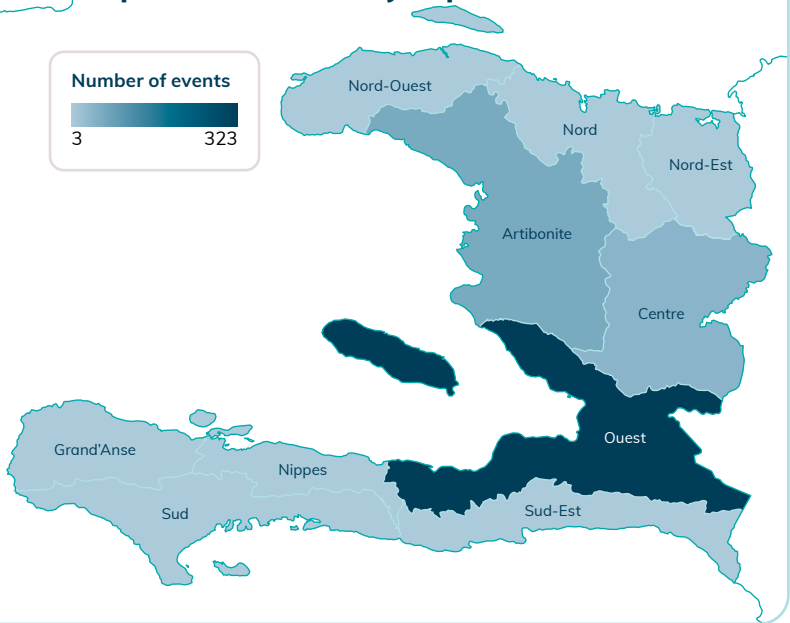 Number of events
3 323
Nord-Ouest
Nord
Nord-Est
Artibonite
Centre
Ouest
Grand'Anse
Nippes
Sud
Sud-Est